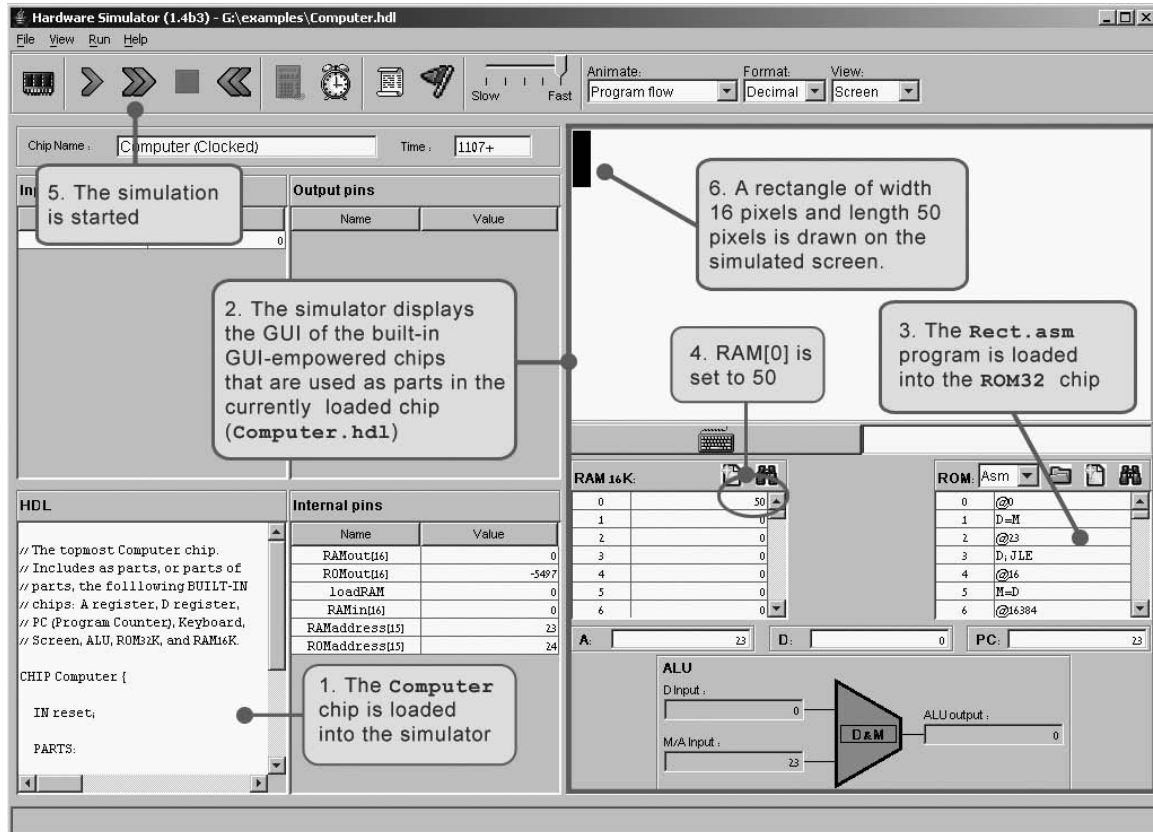 Hardware Simulator (1.4b3) - G:\examples\Computer.hdl
File View Run Help
Slow Fast
Animate:
Program flow
Format:
Decimal
View:
Screen
Chip Name :
Computer (Clocked)
Time :
1107+
5. The simulation
is started
Inp
0
Output pins
Name Value
6. A rectangle of width
16 pixels and length 50
pixels is drawn on the
simulated screen.
2. The simulator displays
the GUI of the built-in
GUI-empowered chips
that are used as parts in the
currently loaded chip
(Computer.hdl)
4. RAM[0] is
set to 50
3. The Rect.asm
program is loaded
into the ROM32 chip
RAM 16K:
0 50
1 0
2 0
3 0
4 0
5 0
6 0
ROM: Asm
0 @0
1 D=M
2 @23
3 D;JLE
4 @16
5 M=D
6 @16384
HDL
// The topmost Computer chip.
// Includes as parts, or parts of
// parts, the folllowing BUILT-IN
// chips: A register, D register,
// PC (Program Counter), Keyboard,
// Screen, ALU, ROM32K, and RAM16K.
CHIP Computer {
IN reset;
PARTS:
Internal pins
Name Value
RAMout[16] 0
ROMout[16] -5497
loadRAM 0
RAMin[16] 0
RAMaddress[15] 23
ROMaddress[15] 24
1. The Computer
chip is loaded
into the simulator
A: 23 D: 0 PC: 23
ALU
D Input :
0
M/A Input :
23
D&M
ALU output :
0